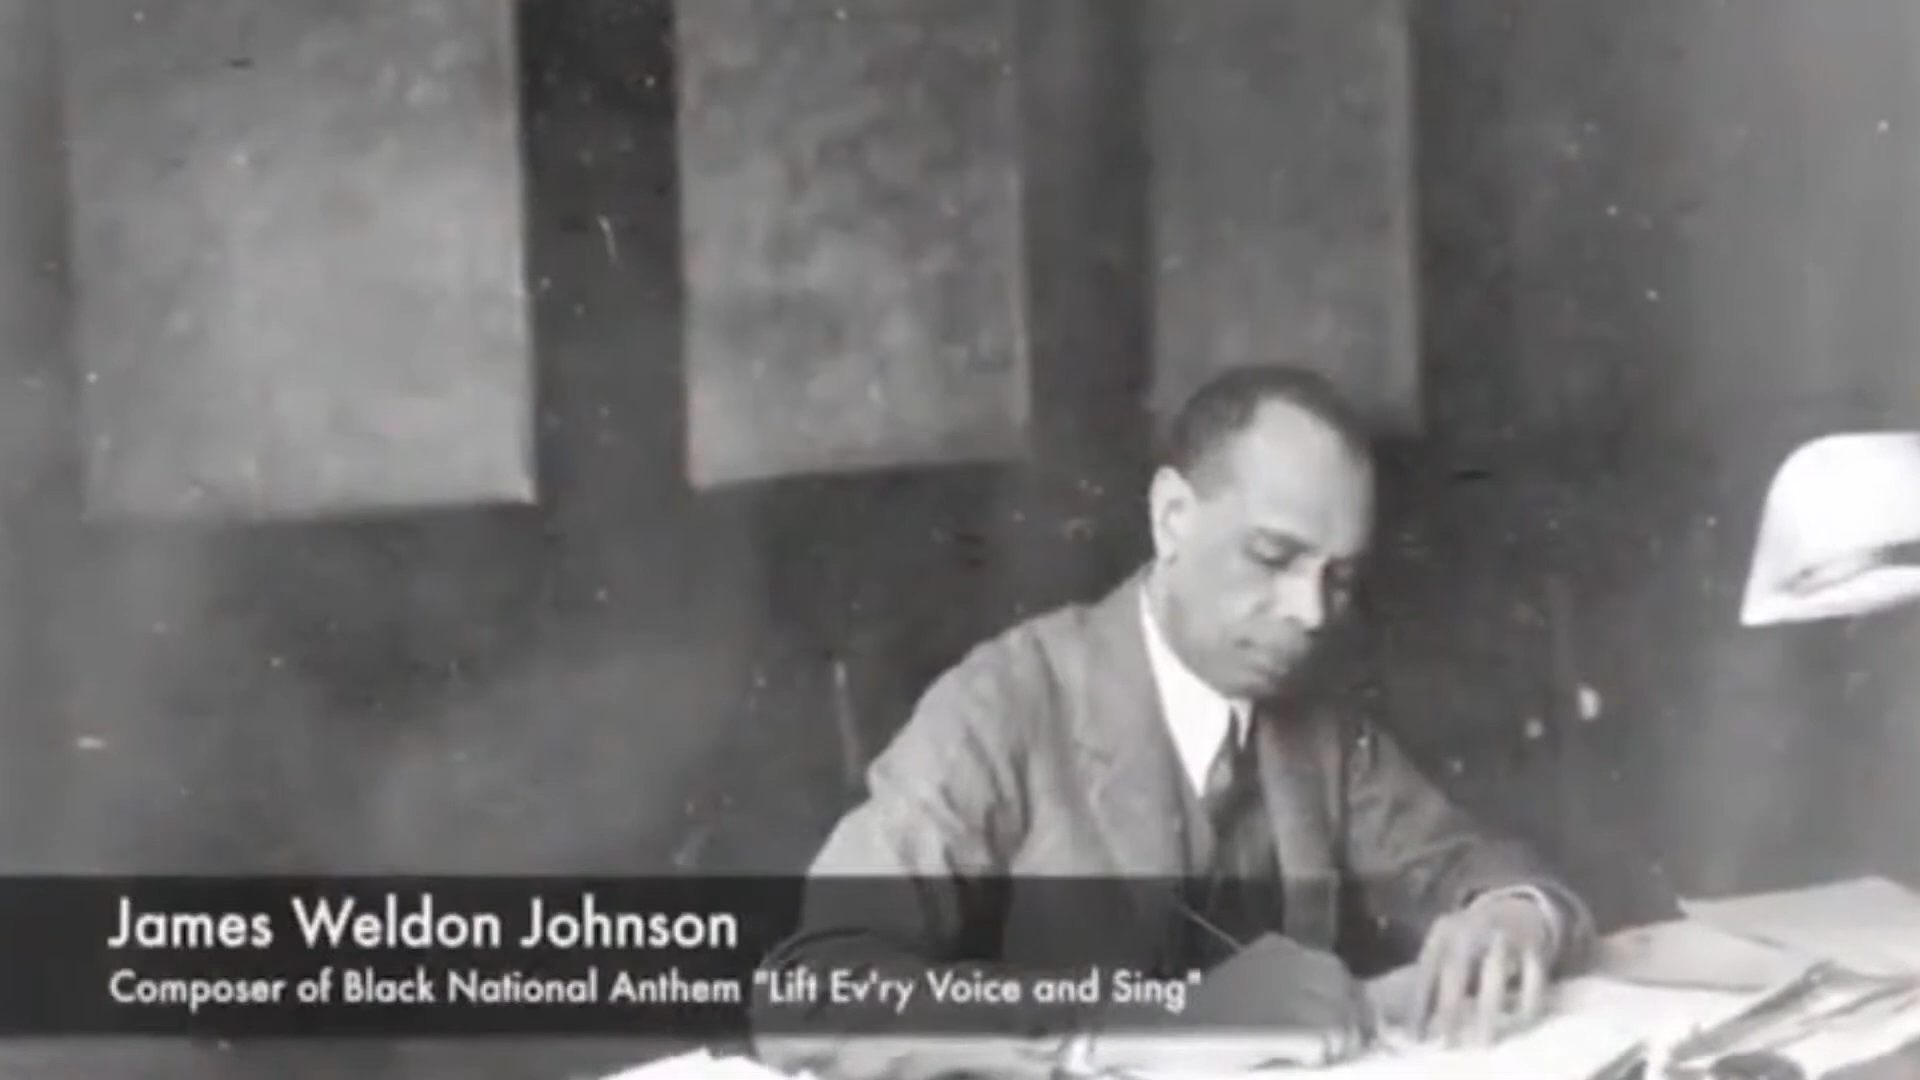 James Weldon Johnson
Composer of Black National Anthem "Lift Ev'ry Voice and Sing"